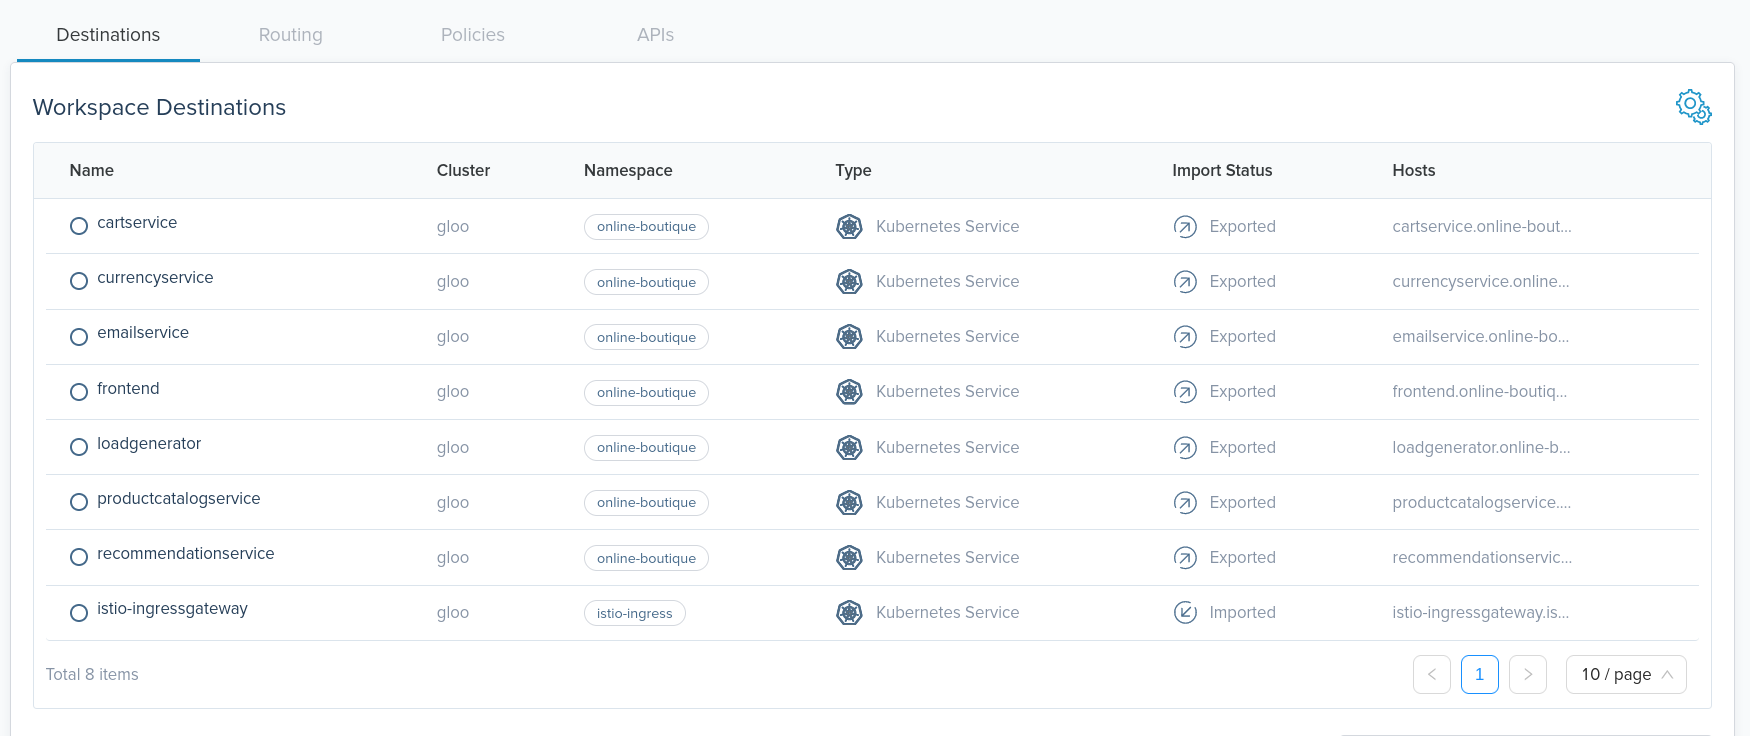 Destinations Routing Policies APIs
Workspace Destinations
Name Cluster Namespace Type Import Status Hosts
cartservice gloo online-boutique Kubernetes Service Exported cartservice.online-bout...
currencyservice gloo online-boutique Kubernetes Service Exported currencyservice.online...
emailservice gloo online-boutique Kubernetes Service Exported emailservice.online-bo...
frontend gloo online-boutique Kubernetes Service Exported frontend.online-boutiq...
loadgenerator gloo online-boutique Kubernetes Service Exported loadgenerator.online-b...
productcatalogservice gloo online-boutique Kubernetes Service Exported productcatalogservice....
recommendationservice gloo online-boutique Kubernetes Service Exported recommendationservic...
istio-ingressgateway gloo istio-ingress Kubernetes Service Imported istio-ingressgateway.is...
Total 8 items < 1 > 10 / page